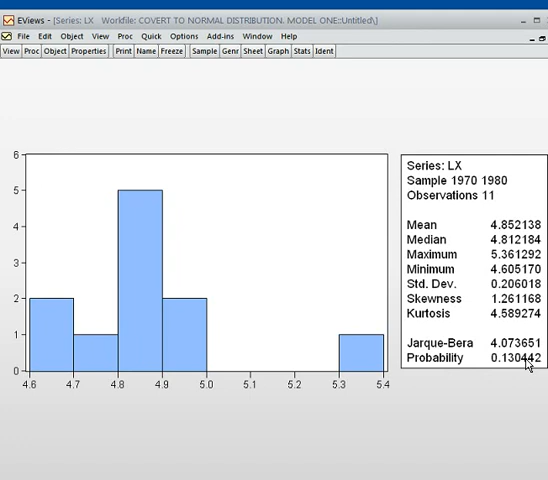 EViews - [Series: LX   Workfile: COVERT TO NORMAL DISTRIBUTION. MODEL ONE::Untitled\]
File Edit Object View Proc Quick Options Add-ins Window Help
View Proc Object Properties Print Name Freeze Sample Genr Sheet Graph Stats Ident
6
5
4
3
2
1
0
4.6 4.7 4.8 4.9 5.0 5.1 5.2 5.3 5.4
Series: LX
Sample 1970 1980
Observations 11
Mean 4.852138
Median 4.812184
Maximum 5.361292
Minimum 4.605170
Std. Dev. 0.206018
Skewness 1.261168
Kurtosis 4.589274
Jarque-Bera 4.073651
Probability 0.130442